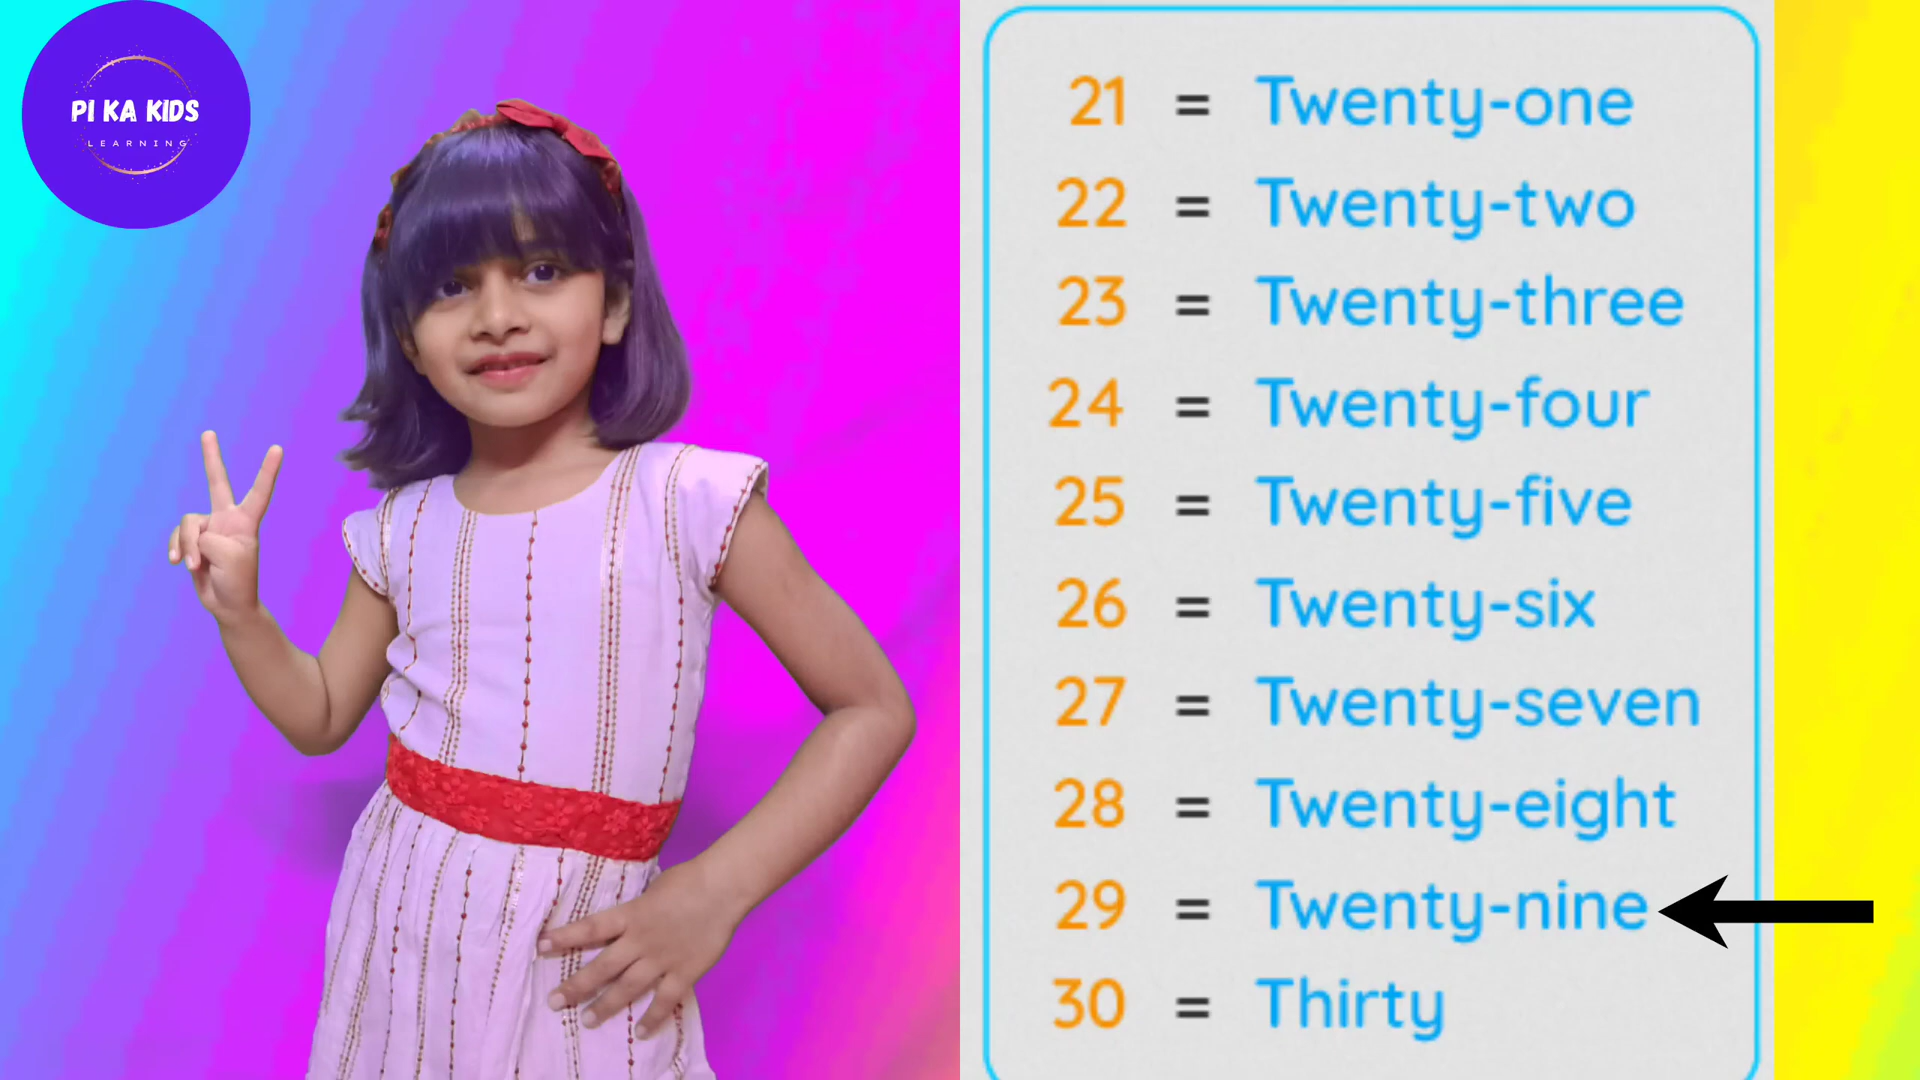 PI KA KIDS
LEARNING
21 = Twenty-one
22 = Twenty-two
23 = Twenty-three
24 = Twenty-four
25 = Twenty-five
26 = Twenty-six
27 = Twenty-seven
28 = Twenty-eight
29 = Twenty-nine
30 = Thirty